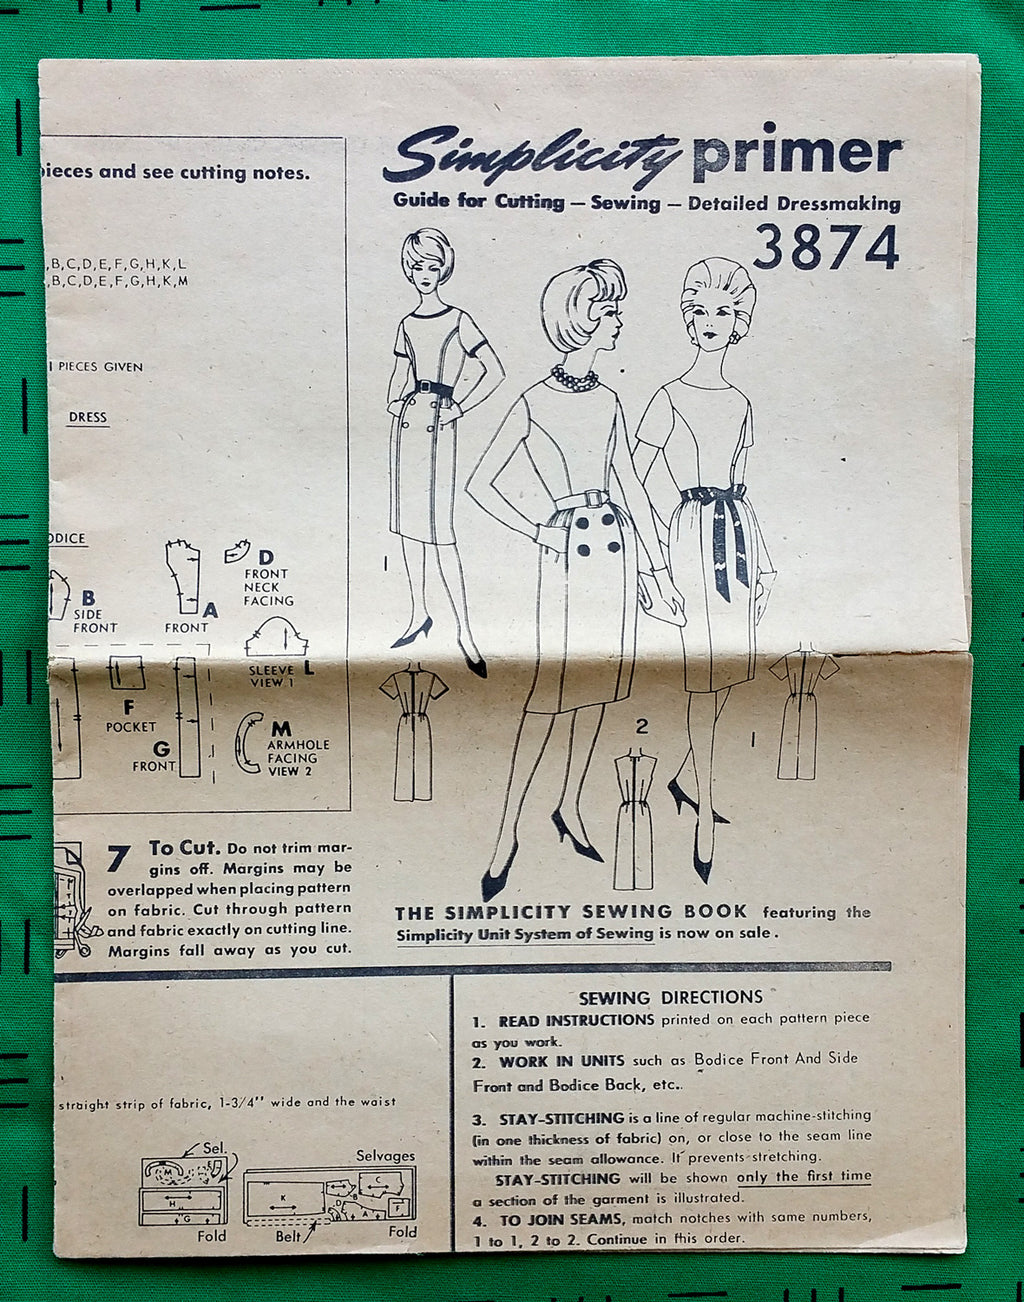 Simplicity primer
Guide for Cutting — Sewing — Detailed Dressmaking
3874
pieces and see cutting notes.
,B,C,D,E,F,G,H,K,L
,B,C,D,E,F,G,H,K,M
PIECES GIVEN
DRESS
B
SIDE
FRONT
A
FRONT
D
FRONT
NECK
FACING
SLEEVE L
VIEW 1
F
POCKET
G
FRONT
M
ARMHOLE
FACING
VIEW 2
1
2
1
7 To Cut. Do not trim mar-
gins off. Margins may be
overlapped when placing pattern
on fabric. Cut through pattern
and fabric exactly on cutting line.
Margins fall away as you cut.
THE SIMPLICITY SEWING BOOK featuring the
Simplicity Unit System of Sewing is now on sale.
straight strip of fabric, 1-3/4" wide and the waist
Sel.
M
H
G
Fold
Selvages
K
C
B
D
A
F
Belt
Fold
SEWING DIRECTIONS
1. READ INSTRUCTIONS printed on each pattern piece
as you work.
2. WORK IN UNITS such as Bodice Front And Side
Front and Bodice Back, etc..
3. STAY-STITCHING is a line of regular machine-stitching
(in one thickness of fabric) on, or close to the seam line
within the seam allowance. It prevents stretching.
STAY-STITCHING will be shown only the first time
a section of the garment is illustrated.
4. TO JOIN SEAMS, match notches with same numbers,
1 to 1, 2 to 2. Continue in this order.